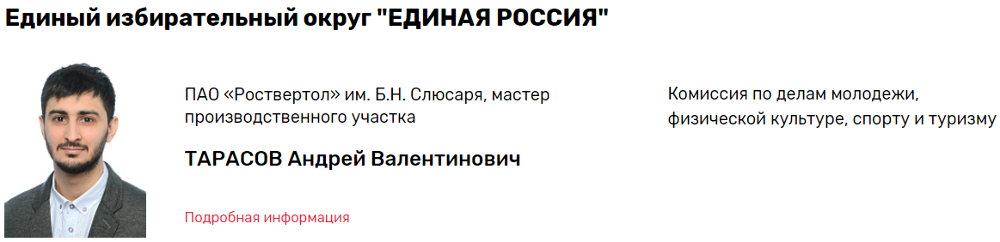 Единый избирательный округ "ЕДИНАЯ РОССИЯ"
ПАО «Роствертол» им. Б.Н. Слюсаря, мастер
производственного участка
ТАРАСОВ Андрей Валентинович
Подробная информация
Комиссия по делам молодежи,
физической культуре, спорту и туризму